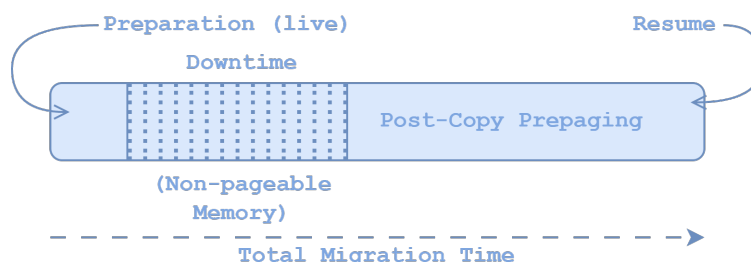 Preparation (live)
Resume
Downtime
Post-Copy Prepaging
(Non-pageable
Memory)
Total Migration Time